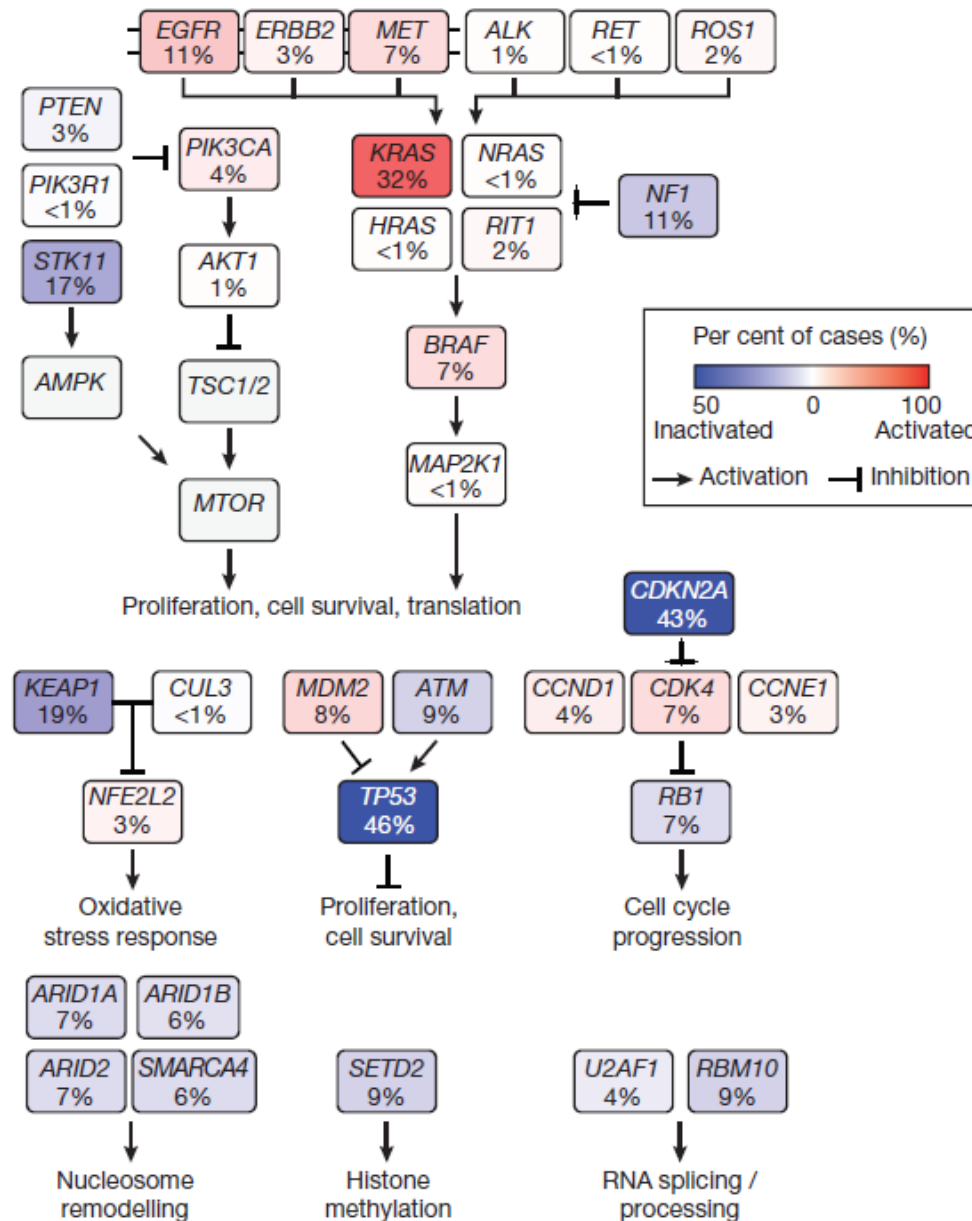 EGFR
11%
ERBB2
3%
MET
7%
ALK
1%
RET
<1%
ROS1
2%
PTEN
3%
PIK3R1
<1%
STK11
17%
AMPK
PIK3CA
4%
AKT1
1%
TSC1/2
MTOR
KRAS
32%
NRAS
<1%
HRAS
<1%
RIT1
2%
NF1
11%
BRAF
7%
MAP2K1
<1%
Per cent of cases (%)
50 0 100
Inactivated Activated
Activation Inhibition
Proliferation, cell survival, translation
KEAP1
19%
CUL3
<1%
NFE2L2
3%
Oxidative
stress response
MDM2
8%
ATM
9%
TP53
46%
Proliferation,
cell survival
CDKN2A
43%
CCND1
4%
CDK4
7%
CCNE1
3%
RB1
7%
Cell cycle
progression
ARID1A
7%
ARID1B
6%
ARID2
7%
SMARCA4
6%
Nucleosome
remodelling
SETD2
9%
Histone
methylation
U2AF1
4%
RBM10
9%
RNA splicing /
processing